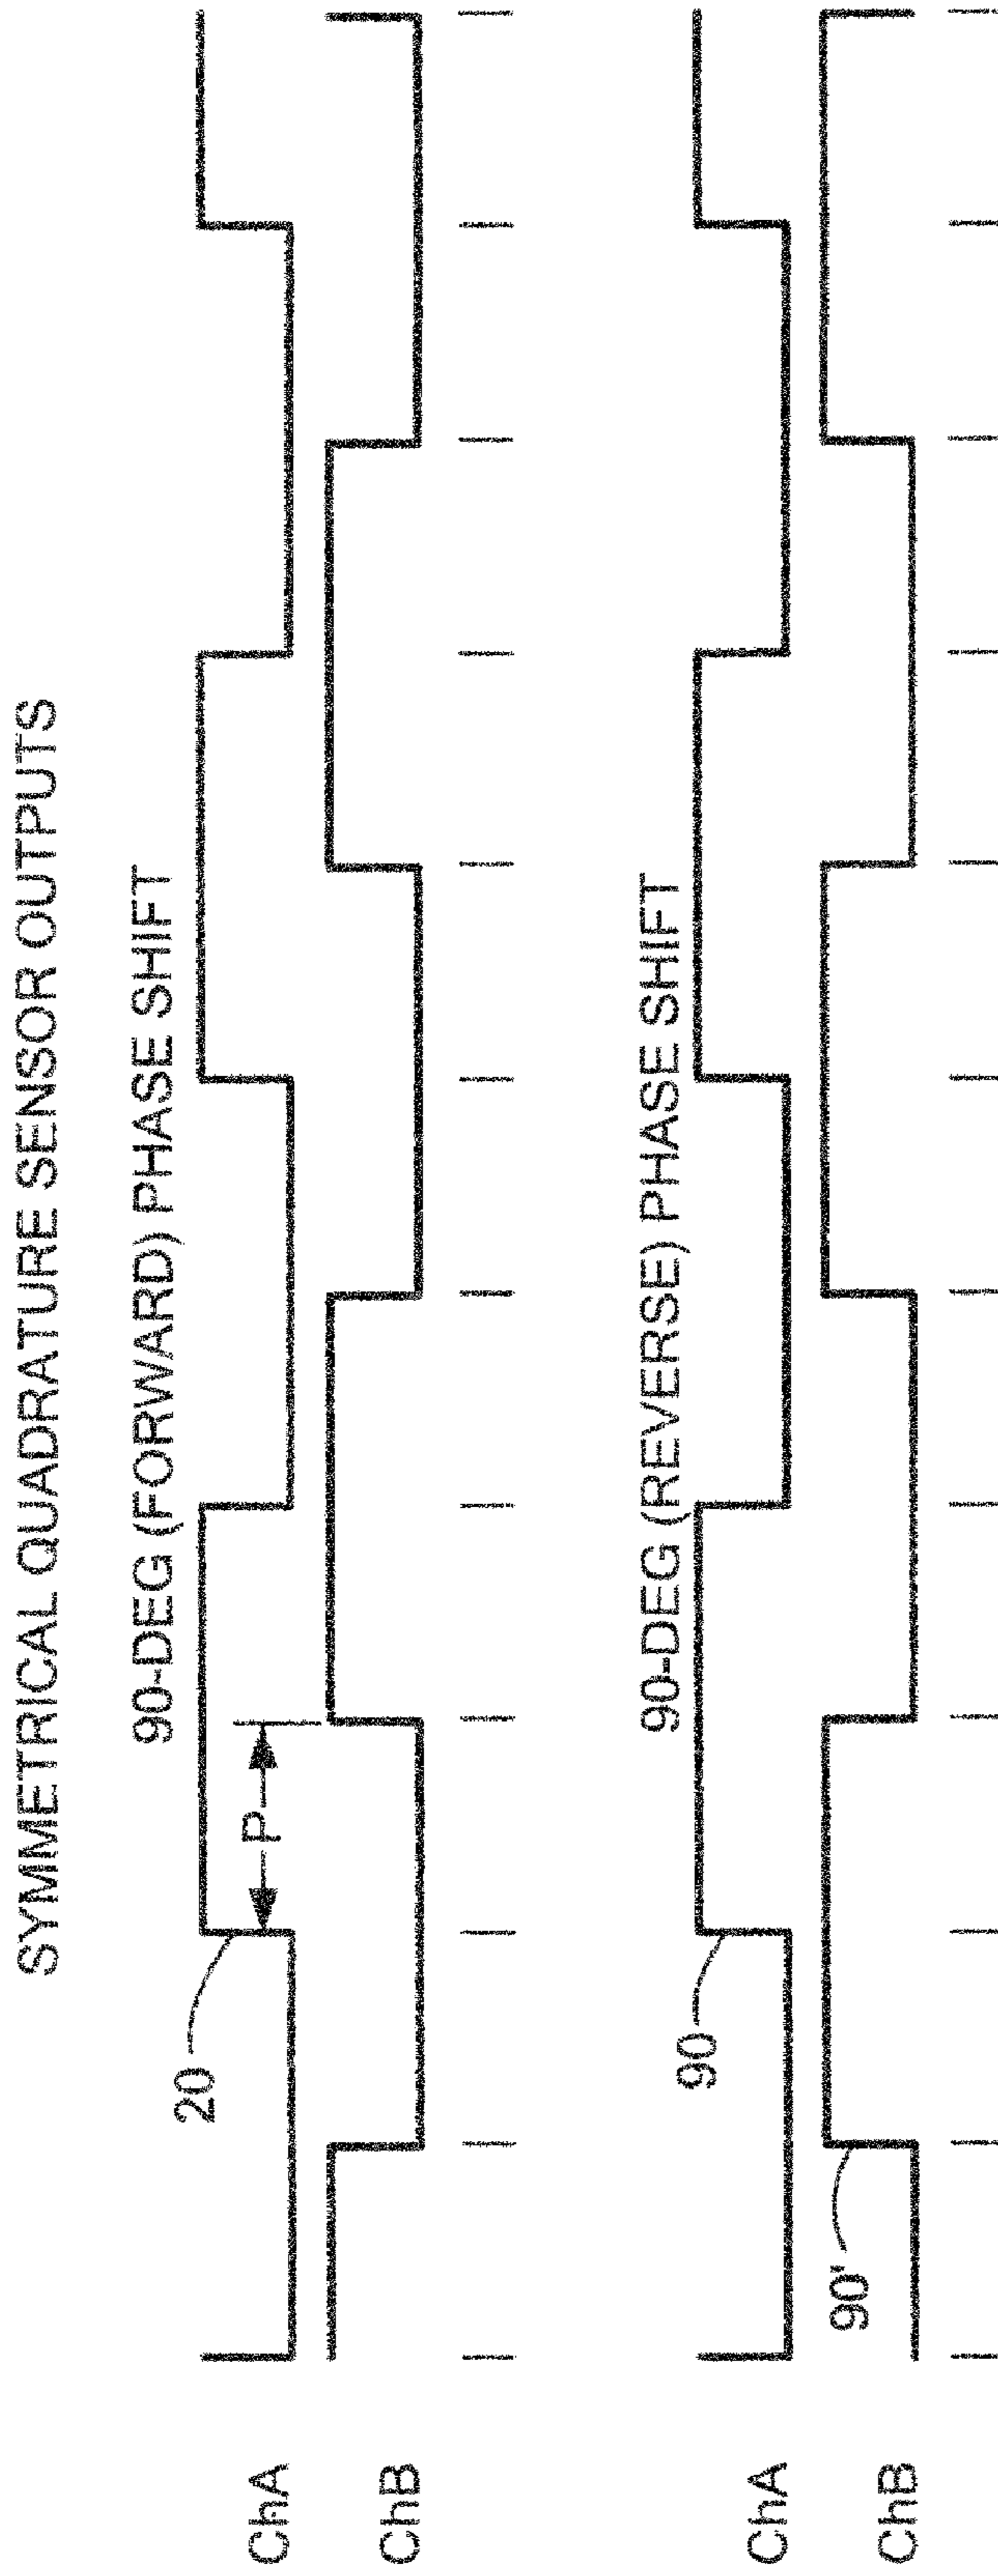 SYMMETRICAL QUADRATURE SENSOR OUTPUTS
90-DEG (FORWARD) PHASE SHIFT
20
P
ChA
ChB
90-DEG (REVERSE) PHASE SHIFT
90
ChA
90'
ChB